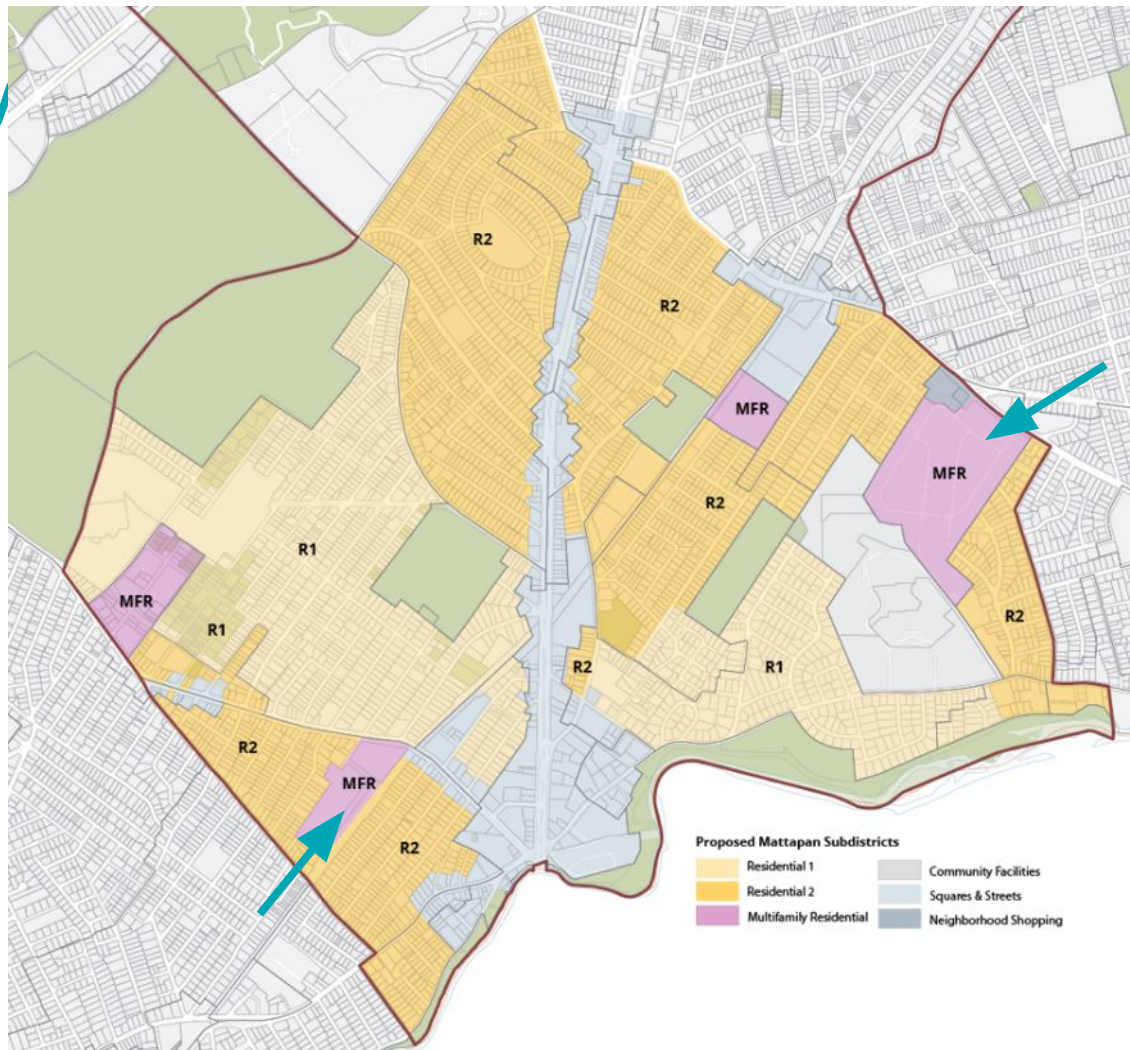 R2
R2
MFR
MFR
R2
R1
MFR
R1
R2
R2
R1
R2
MFR
R2
Proposed Mattapan Subdistricts
Residential 1
Residential 2
Multifamily Residential
Community Facilities
Squares & Streets
Neighborhood Shopping